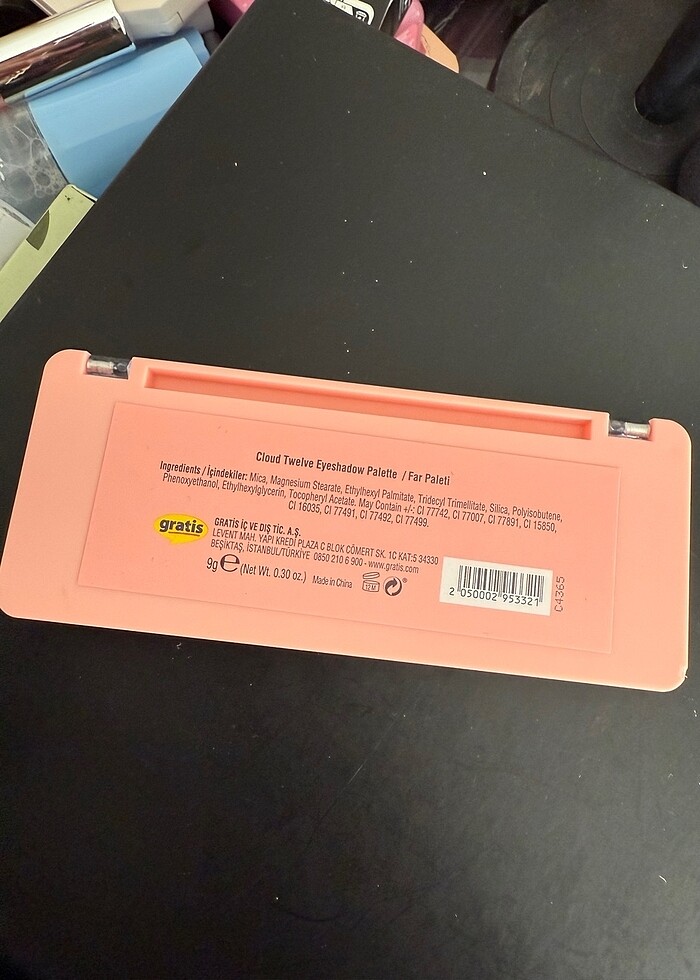 Cloud Twelve Eyeshadow Palette / Far Paleti
Ingredients / İçindekiler: Mica, Magnesium Stearate, Ethylhexyl Palmitate, Tridecyl Trimellitate, Silica, Polyisobutene,
Phenoxyethanol, Ethylhexylglycerin, Tocopheryl Acetate. May Contain +/-: CI 77742, CI 77007, CI 77891, CI 15850,
CI 16035, CI 77491, CI 77492, CI 77499.
gratis
GRATİS İÇ VE DIŞ TİC. A.Ş.
LEVENT MAH. YAPI KREDİ PLAZA C BLOK CÖMERT SK. 1C KAT:5 34330
BEŞİKTAŞ, İSTANBUL/TÜRKİYE 0850 210 6 900 - www.gratis.com
9g e (Net Wt. 0.30 oz.) Made in China 12 M
2 050002 953321
C4365